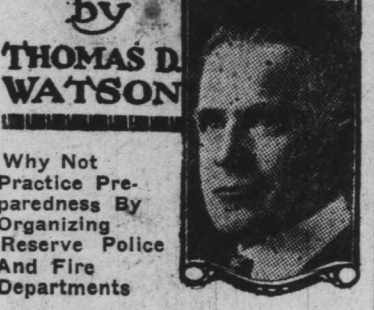 by
THOMAS D.
WATSON
Why Not
Practice Pre-
paredness By
Organizing
Reserve Police
And Fire
Departments